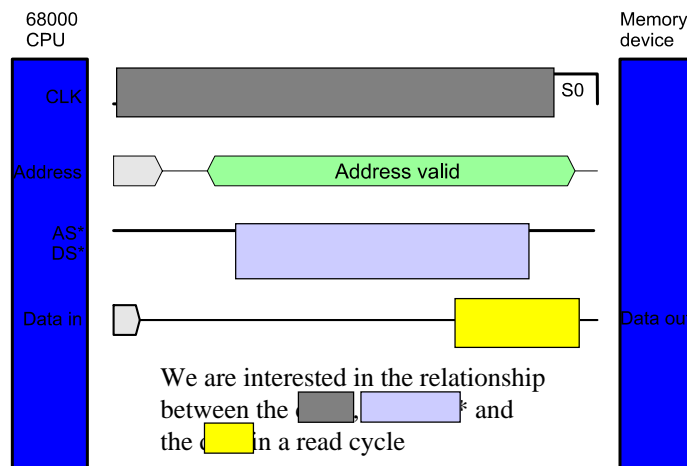 68000
CPU
Memory
device
CLK
S0
Address
Address valid
AS*
DS*
Data in
Data out
We are interested in the relationship
between the , * and
the in a read cycle